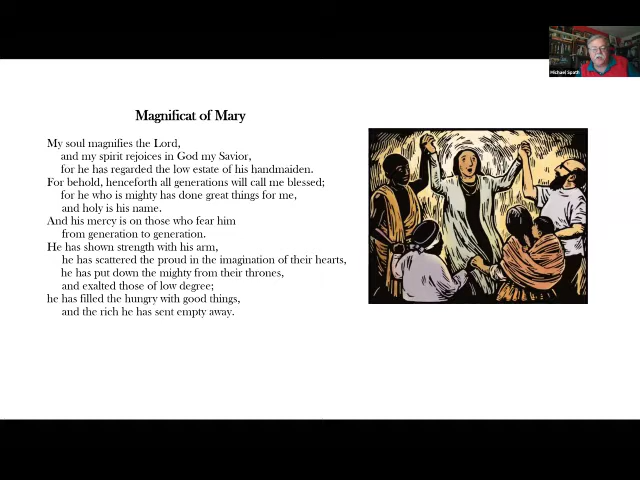 Michael Spath
Magnificat of Mary
My soul magnifies the Lord,
and my spirit rejoices in God my Savior,
for he has regarded the low estate of his handmaiden.
For behold, henceforth all generations will call me blessed;
for he who is mighty has done great things for me,
and holy is his name.
And his mercy is on those who fear him
from generation to generation.
He has shown strength with his arm,
he has scattered the proud in the imagination of their hearts,
he has put down the mighty from their thrones,
and exalted those of low degree;
he has filled the hungry with good things,
and the rich he has sent empty away.